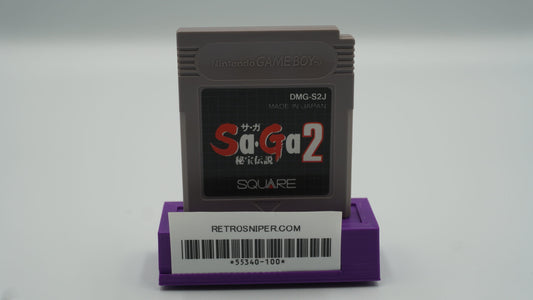 Nintendo GAME BOY™
DMG-S2J
MADE IN JAPAN
サ・ガ
Sa・Ga2
秘宝伝説
SQUARE
RETROSNIPER.COM
*55340-100*